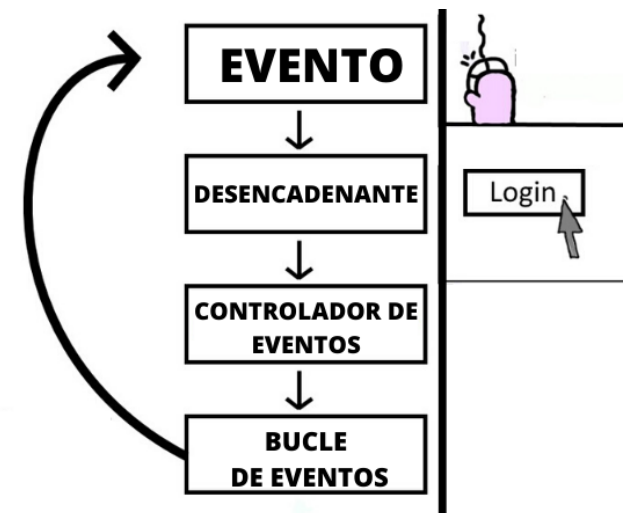 EVENTO
DESENCADENANTE
Login
CONTROLADOR DE
EVENTOS
BUCLE
DE EVENTOS